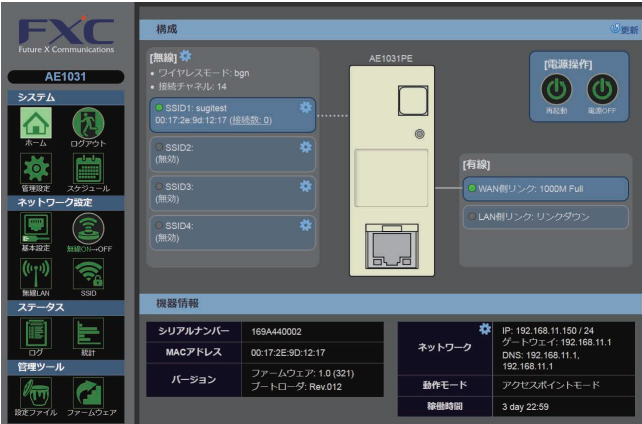 FXC
Future X Communications
AE1031
システム
ホーム
ログアウト
管理設定
スケジュール
ネットワーク設定
基本設定
無線ON→OFF
無線LAN
SSID
ステータス
ログ
統計
管理ツール
設定ファイル
ファームウェア
構成
更新
[無線]
• ワイヤレスモード: bgn
• 接続チャネル: 14
SSID1: sugitest
00:17:2e:9d:12:17 (接続数: 0)
SSID2:
(無効)
SSID3:
(無効)
SSID4:
(無効)
AE1031PE
[電源操作]
再起動
電源OFF
[有線]
WAN側リンク: 1000M Full
LAN側リンク: リンクダウン
機器情報
シリアルナンバー
169A440002
MACアドレス
00:17:2E:9D:12:17
バージョン
ファームウェア: 1.0 (321)
ブートローダ: Rev.012
ネットワーク
IP: 192.168.11.150 / 24
ゲートウェイ: 192.168.11.1
DNS: 192.168.11.1,
192.168.11.1
動作モード
アクセスポイントモード
稼働時間
3 day 22:59